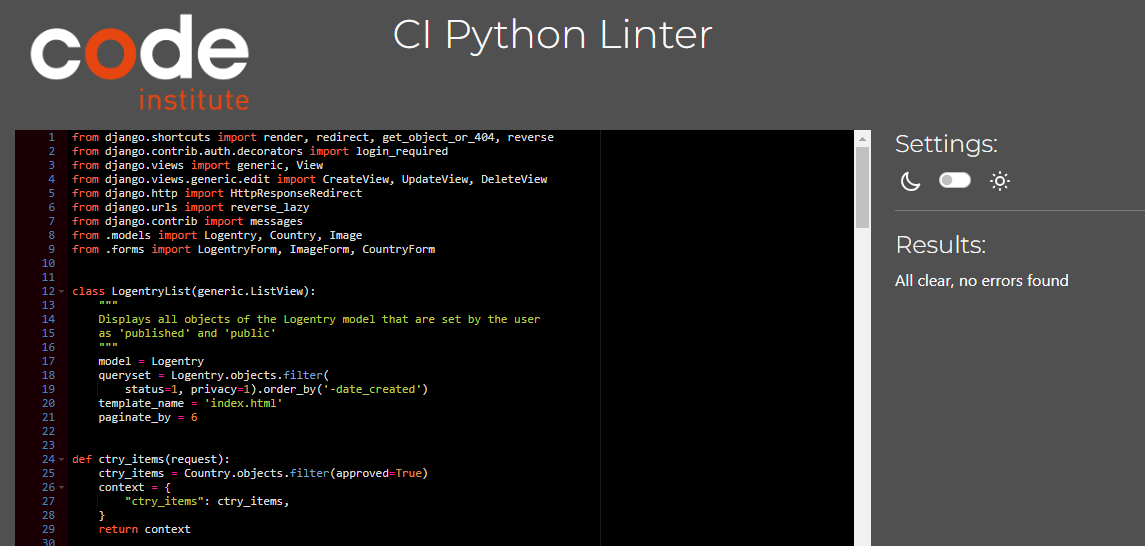 code
institute
CI Python Linter
1 from django.shortcuts import render, redirect, get_object_or_404, reverse
2 from django.contrib.auth.decorators import login_required
3 from django.views import generic, View
4 from django.views.generic.edit import CreateView, UpdateView, DeleteView
5 from django.http import HttpResponseRedirect
6 from django.urls import reverse_lazy
7 from django.contrib import messages
8 from .models import Logentry, Country, Image
9 from .forms import LogentryForm, ImageForm, CountryForm
10
11
12 class LogentryList(generic.ListView):
13     """
14     Displays all objects of the Logentry model that are set by the user
15     as 'published' and 'public'
16     """
17     model = Logentry
18     queryset = Logentry.objects.filter(
19         status=1, privacy=1).order_by('-date_created')
20     template_name = 'index.html'
21     paginate_by = 6
22
23
24 def ctry_items(request):
25     ctry_items = Country.objects.filter(approved=True)
26     context = {
27         "ctry_items": ctry_items,
28     }
29     return context
30
Settings:
Results:
All clear, no errors found